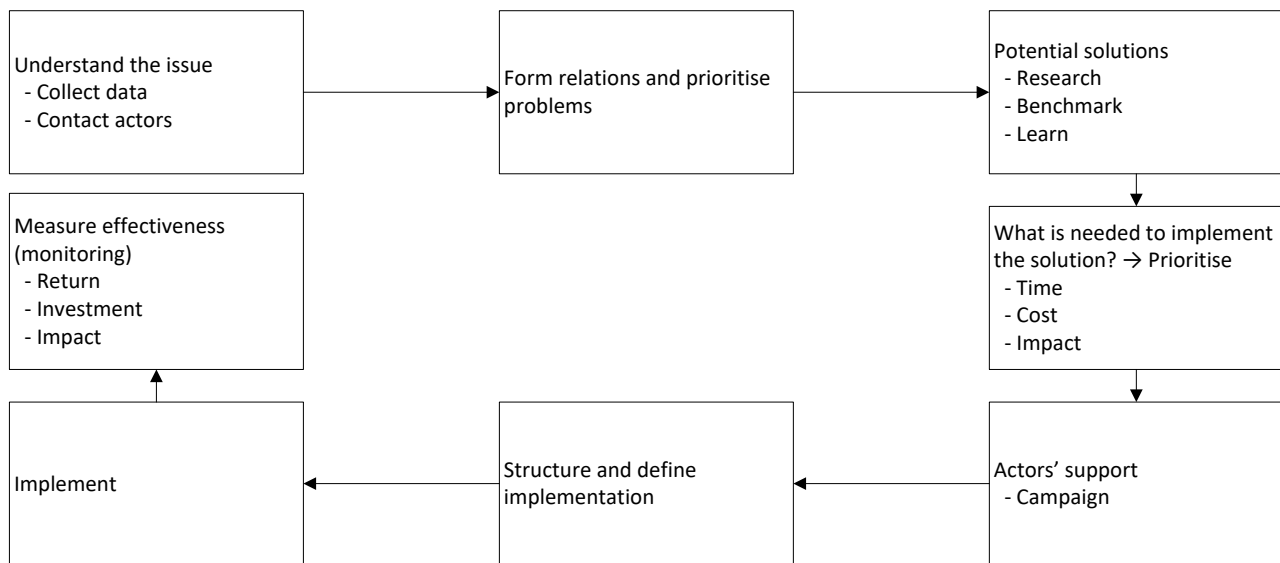 Understand the issue
- Collect data
- Contact actors
Form relations and prioritise
problems
Potential solutions
- Research
- Benchmark
- Learn
What is needed to implement
the solution? → Prioritise
- Time
- Cost
- Impact
Actors’ support
- Campaign
Structure and define
implementation
Implement
Measure effectiveness
(monitoring)
- Return
- Investment
- Impact